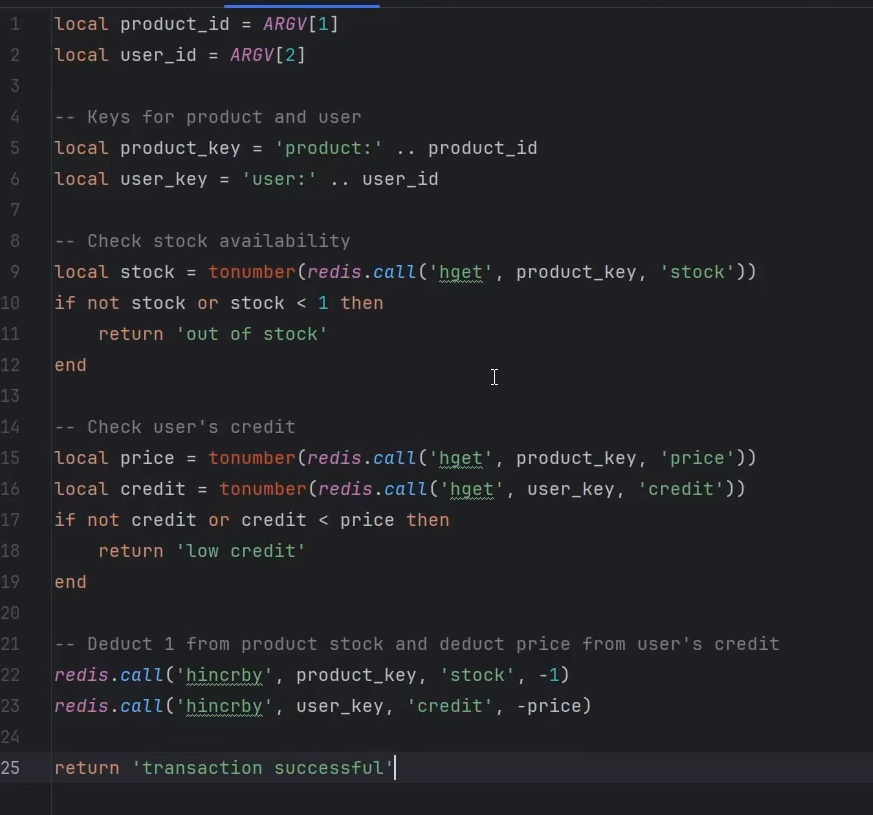 1 local product_id = ARGV[1]
2 local user_id = ARGV[2]
3
4 -- Keys for product and user
5 local product_key = 'product:' .. product_id
6 local user_key = 'user:' .. user_id
7
8 -- Check stock availability
9 local stock = tonumber(redis.call('hget', product_key, 'stock'))
10 if not stock or stock < 1 then
11     return 'out of stock'
12 end
13
14 -- Check user's credit
15 local price = tonumber(redis.call('hget', product_key, 'price'))
16 local credit = tonumber(redis.call('hget', user_key, 'credit'))
17 if not credit or credit < price then
18     return 'low credit'
19 end
20
21 -- Deduct 1 from product stock and deduct price from user's credit
22 redis.call('hincrby', product_key, 'stock', -1)
23 redis.call('hincrby', user_key, 'credit', -price)
24
25 return 'transaction successful'